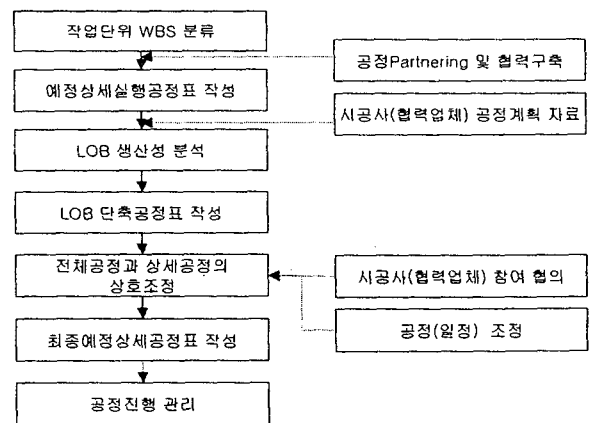 작업단위 WBS 분류
공정Partnering 및 협력구축
예정상세실행공정표 작성
시공사(협력업체) 공정계획 자료
LOB 생산성 분석
LOB 단축공정표 작성
전체공정과 상세공정의
상호조정
시공사(협력업체) 참여 협의
공정(일정) 조정
최종예정상세공정표 작성
공정진행 관리